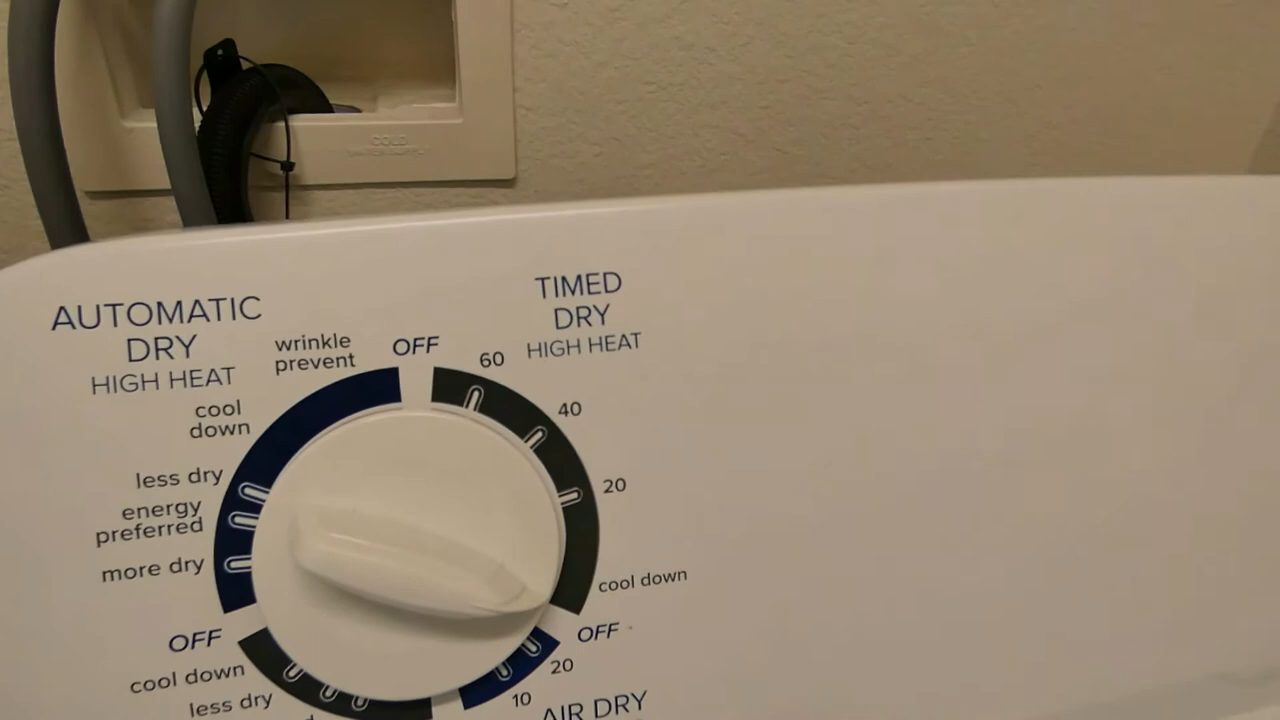 COLD
AUTOMATIC
DRY
HIGH HEAT
TIMED
DRY
HIGH HEAT
wrinkle
prevent
OFF
60
40
20
cool down
OFF
20
10
AIR DRY
cool
down
less dry
energy
preferred
more dry
OFF
cool down
less dry